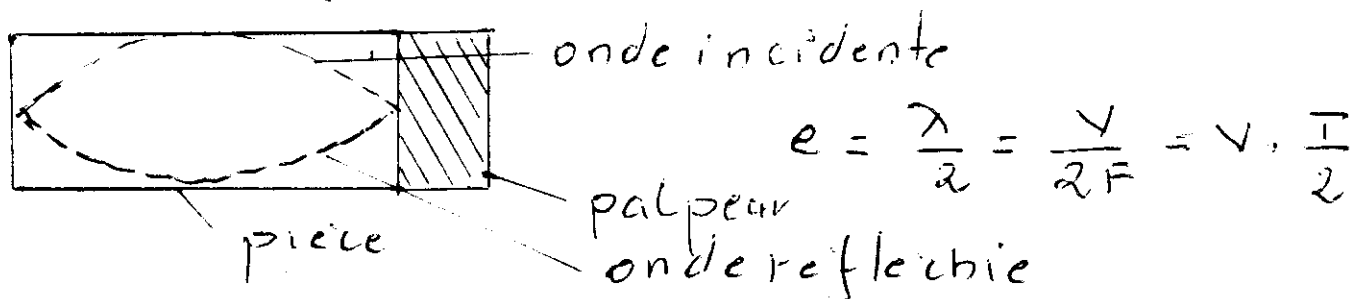 onde incidente
e = λ/2 = V/2F = V . T/2
palpeur
piece
onde reflechie